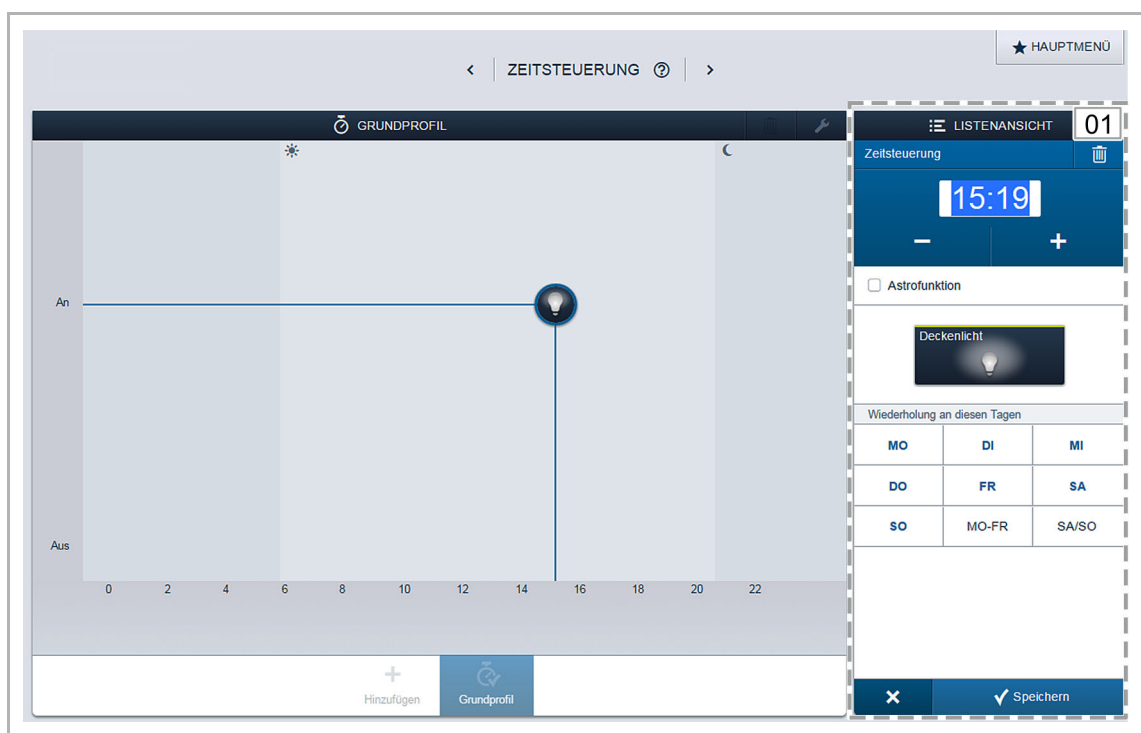 HAUPTMENÜ
ZEITSTEUERUNG
GRUNDPROFIL
An
Aus
0 2 4 6 8 10 12 14 16 18 20 22
Hinzufügen
Grundprofil
LISTENANSICHT
01
Zeitsteuerung
15:19
Astrofunktion
Deckenlicht
Wiederholung an diesen Tagen
MO DI MI
DO FR SA
SO MO-FR SA/SO
Speichern